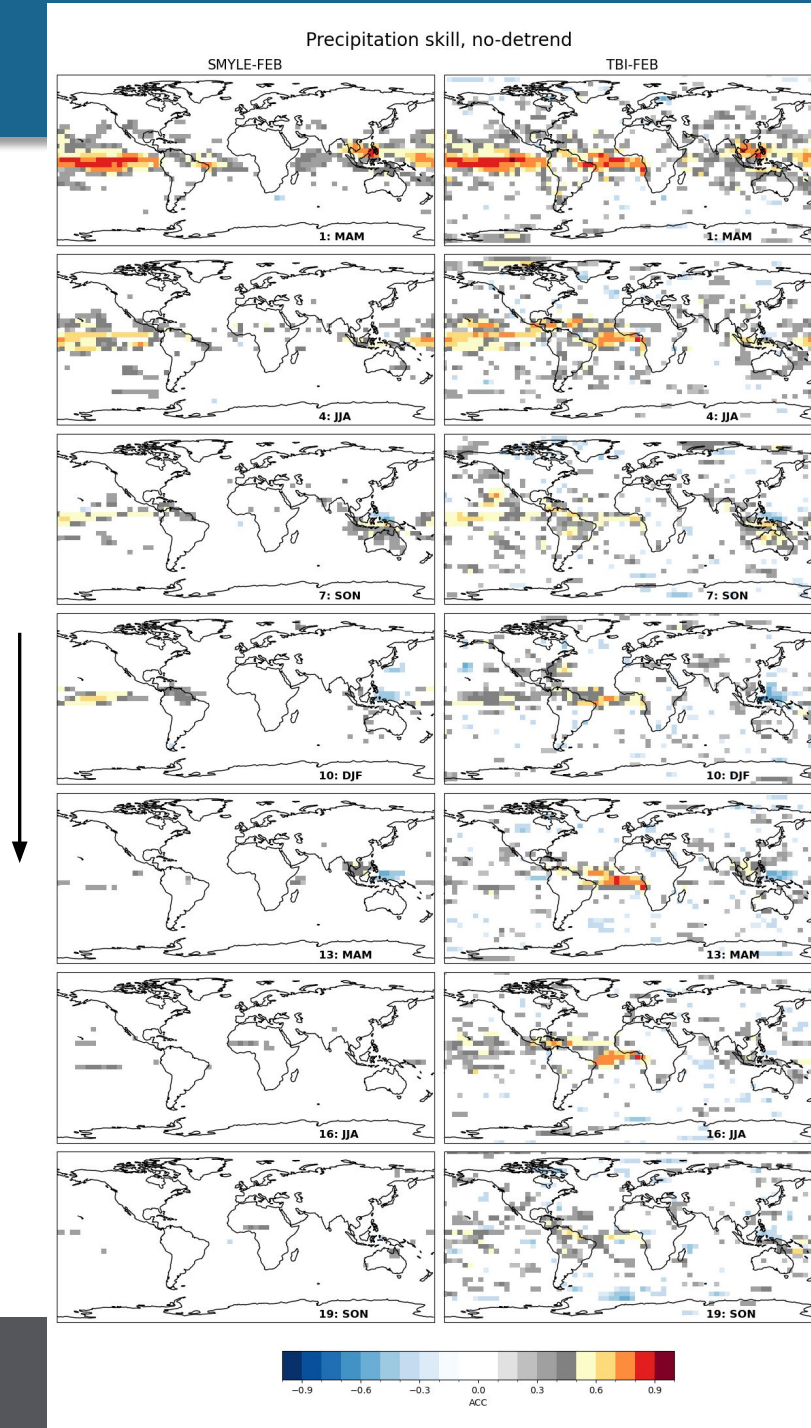 Precipitation skill, no-detrend
SMYLE-FEB TBI-FEB
1: MAM 1: MAM
4: JJA 4: JJA
7: SON 7: SON
10: DJF 10: DJF
13: MAM 13: MAM
16: JJA 16: JJA
19: SON 19: SON
−0.9 −0.6 −0.3 0.0 0.3 0.6 0.9
ACC